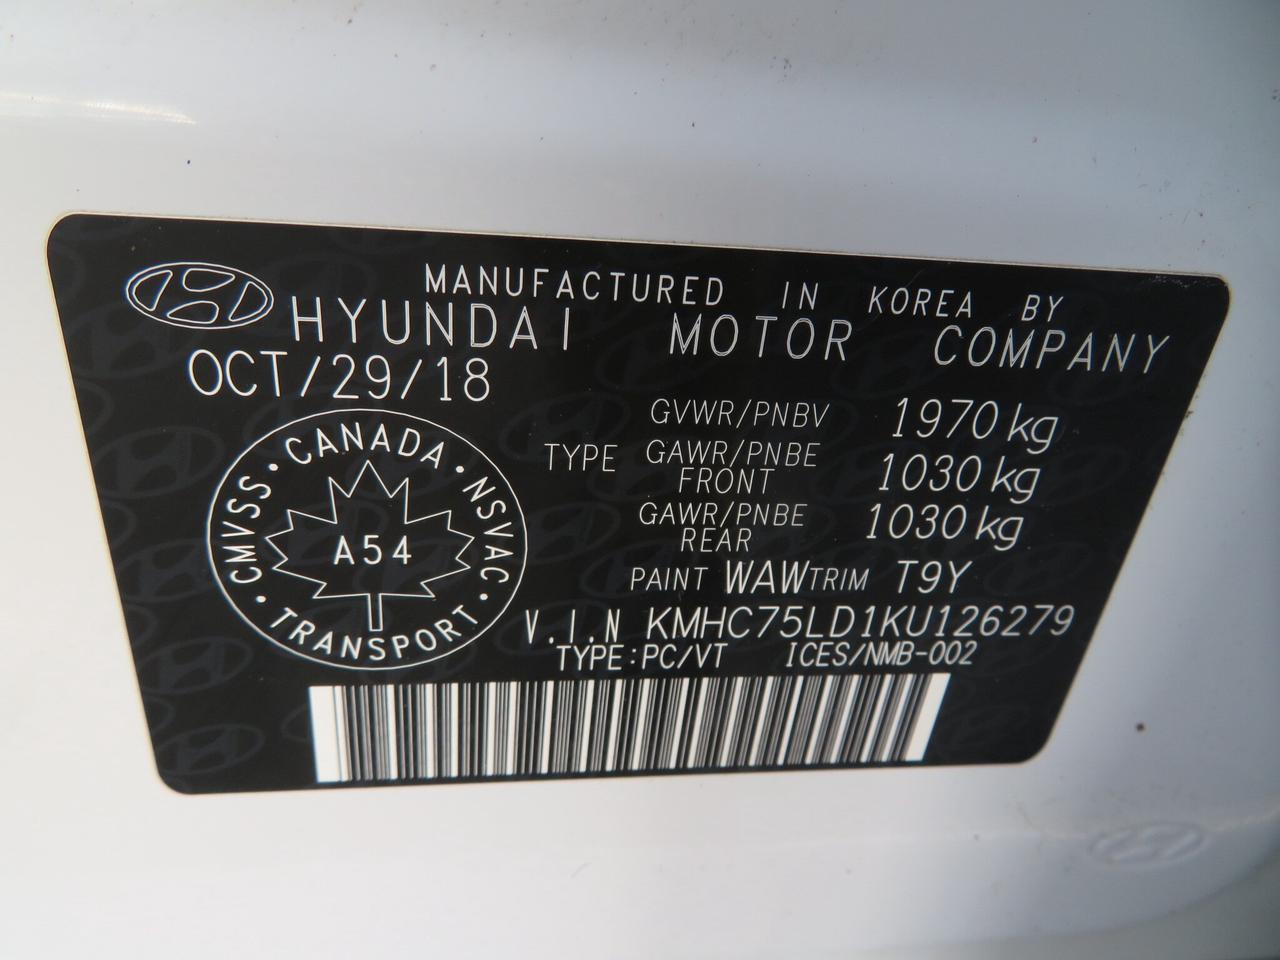 MANUFACTURED IN KOREA BY
HYUNDAI MOTOR COMPANY
OCT/29/18
CANADA · NSVAC · TRANSPORT · CMVSS ·
A54
TYPE
GVWR/PNBV 1970 kg
GAWR/PNBE FRONT 1030 kg
GAWR/PNBE REAR 1030 kg
PAINT WAW TRIM T9Y
V.I.N KMHC75LD1KU126279
TYPE:PC/VT ICES/NMB-002